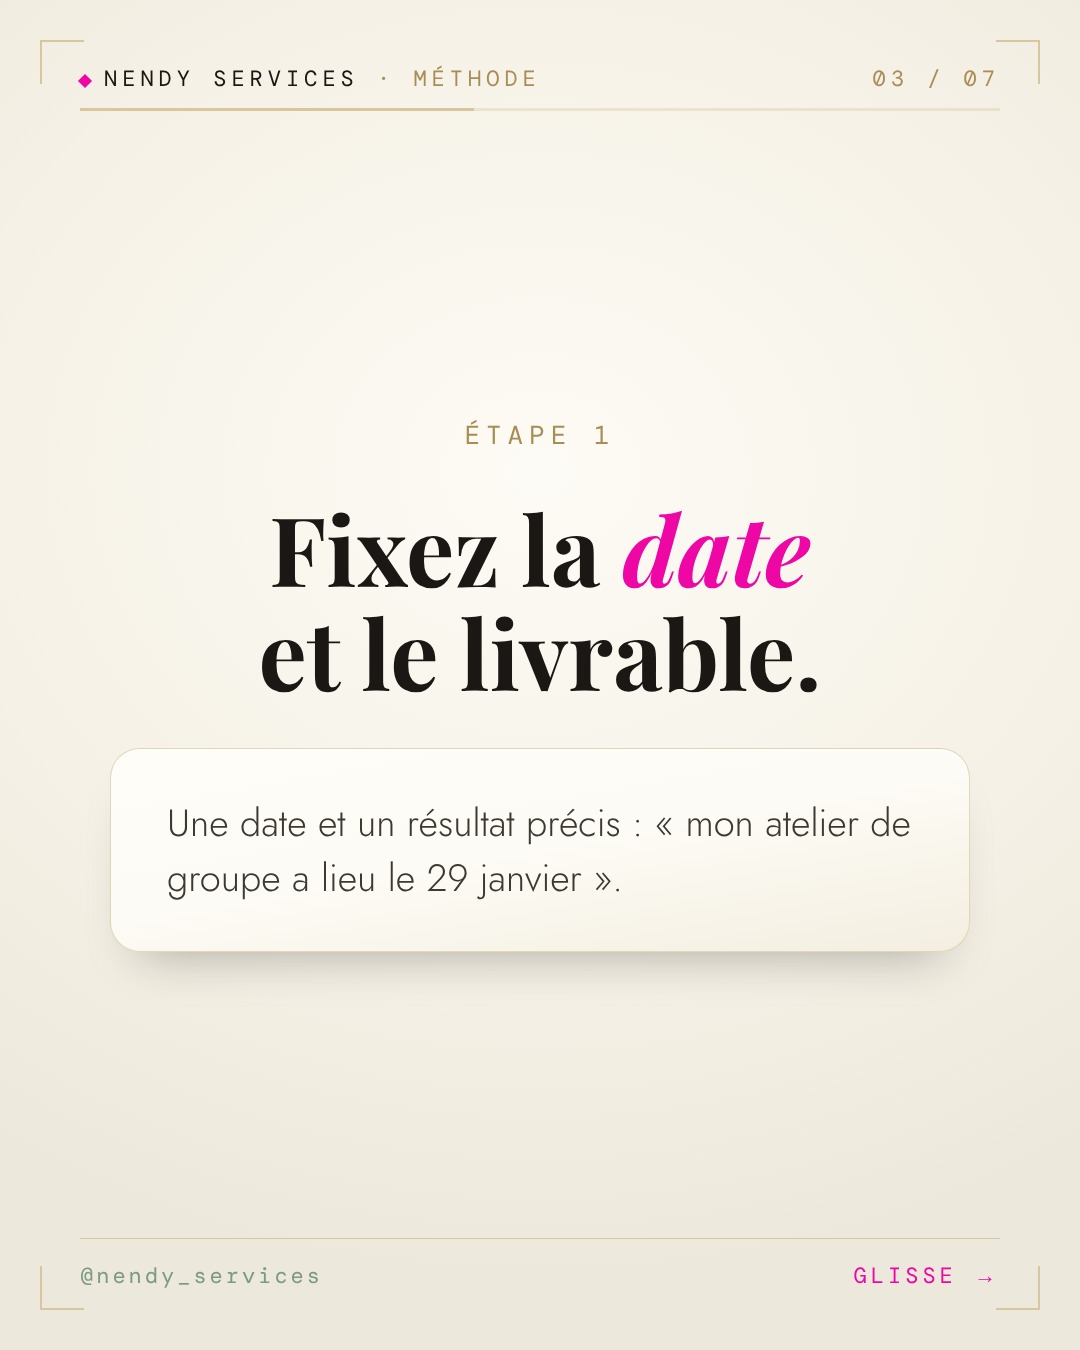 ◆ NENDY SERVICES · MÉTHODE
03 / 07
ÉTAPE 1
Fixez la date
et le livrable.
Une date et un résultat précis : « mon atelier de
groupe a lieu le 29 janvier ».
@nendy_services
GLISSE →